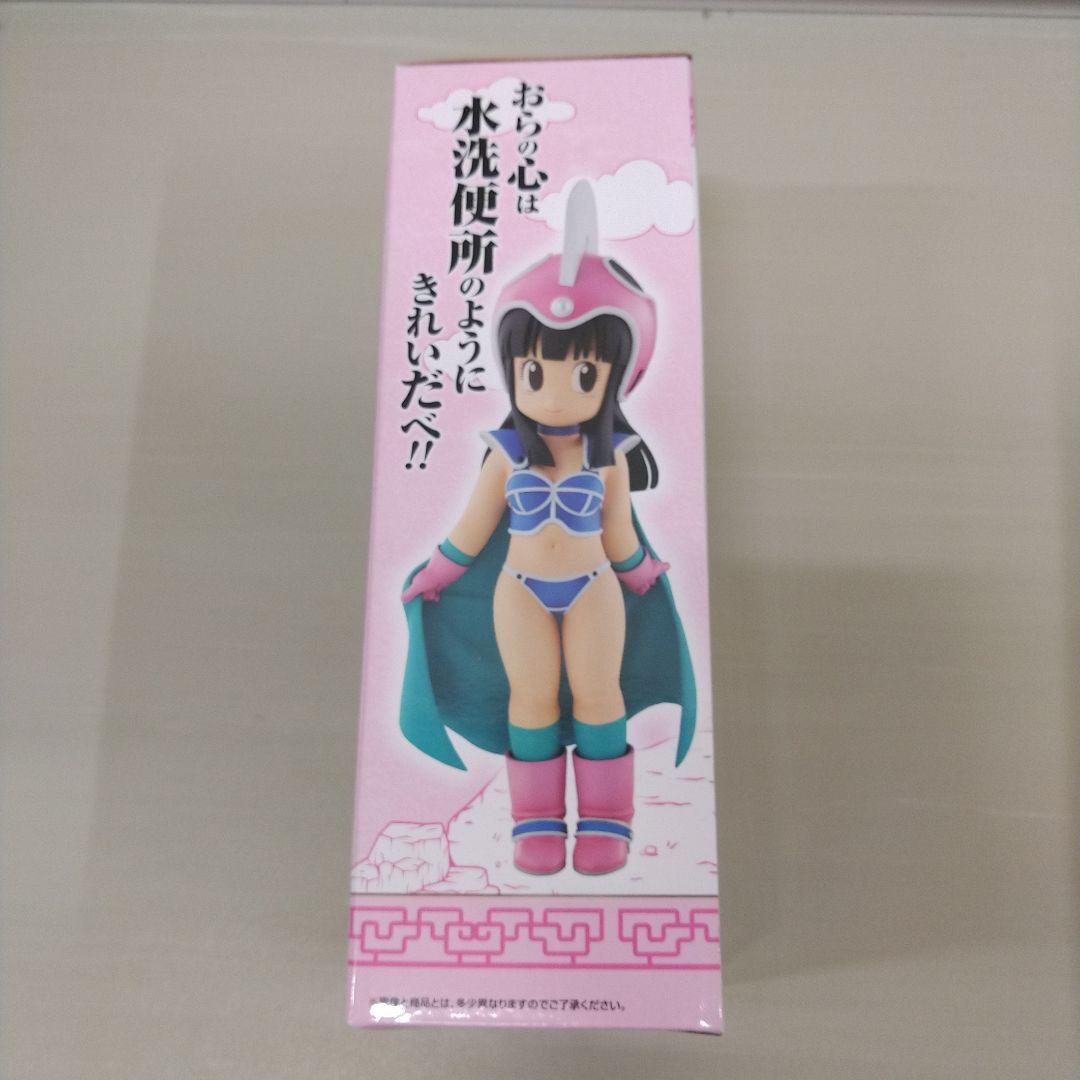 おらの心は
水洗便所のように
きれいだべ!!
※画像と商品とは、多少異なりますのでご了承ください。